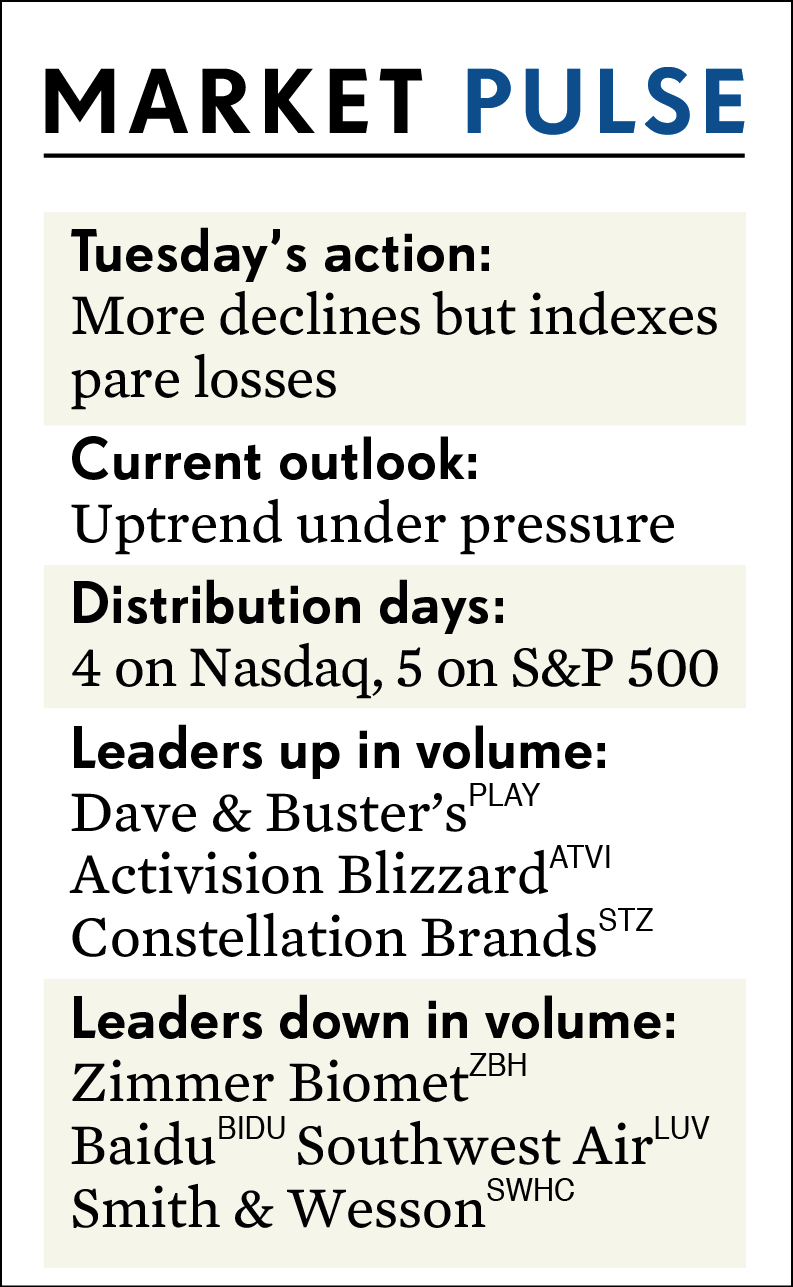 MARKET PULSE
Tuesday’s action:
More declines but indexes
pare losses
Current outlook:
Uptrend under pressure
Distribution days:
4 on Nasdaq, 5 on S&P 500
Leaders up in volume:
Dave & Buster’s PLAY
Activision Blizzard ATVI
Constellation Brands STZ
Leaders down in volume:
Zimmer Biomet ZBH
Baidu BIDU Southwest Air LUV
Smith & Wesson SWHC